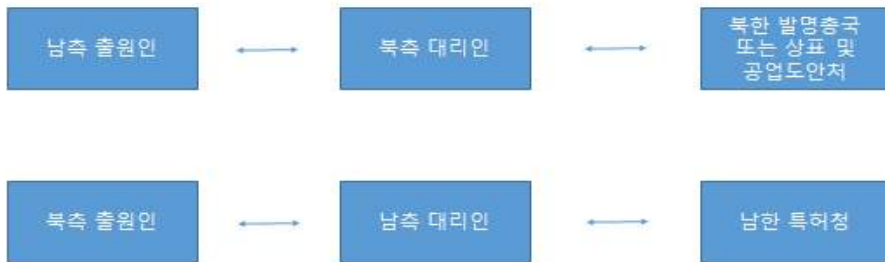 남측 출원인
북측 대리인
북한 발명총국
또는 상표 및
공업도안처
북측 출원인
남측 대리인
남한 특허청